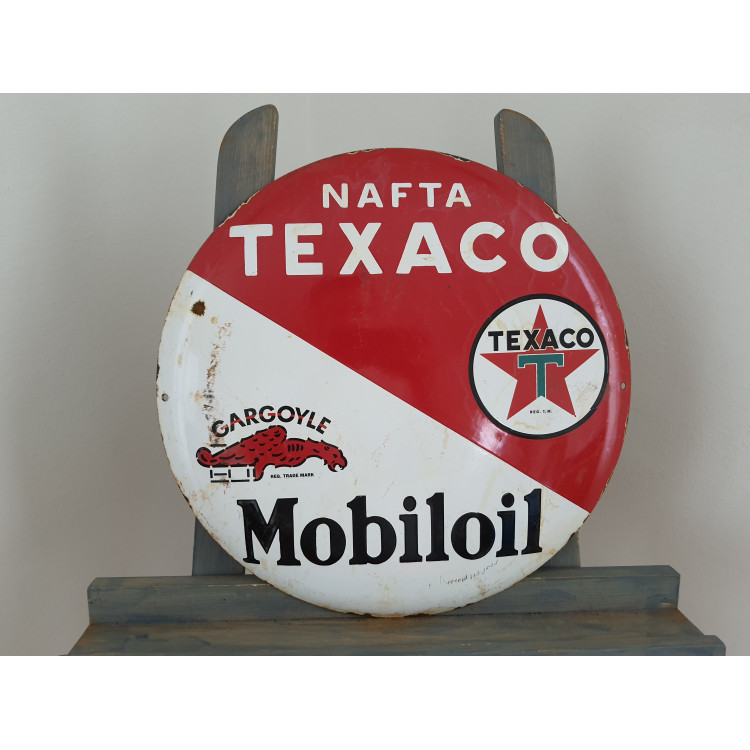 NAFTA
TEXACO
TEXACO
T
REG. T.M.
GARGOYLE
REG. TRADE MARK
Mobiloil